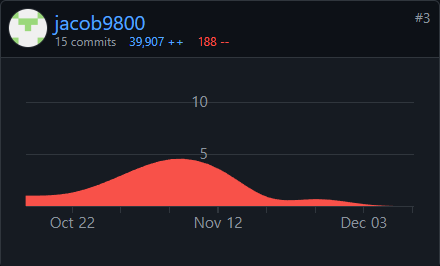 jacob9800
#3
15 commits 39,907 ++ 188 --
10
5
Oct 22 Nov 12 Dec 03